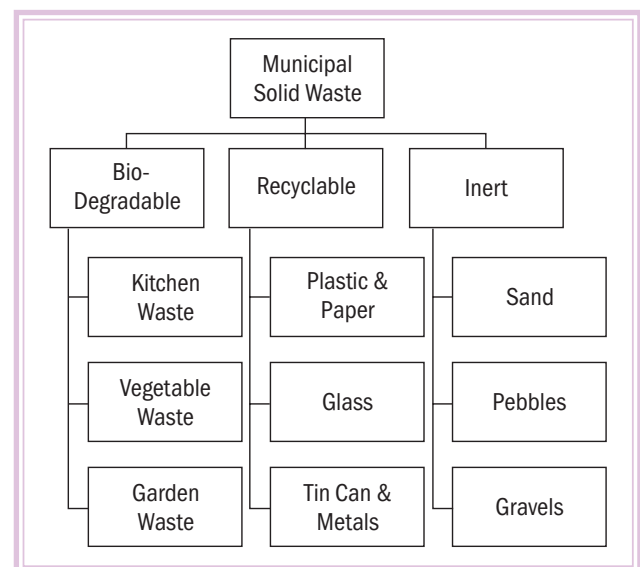 Municipal
Solid Waste
Bio-
Degradable
Recyclable
Inert
Kitchen
Waste
Plastic &
Paper
Sand
Vegetable
Waste
Glass
Pebbles
Garden
Waste
Tin Can &
Metals
Gravels